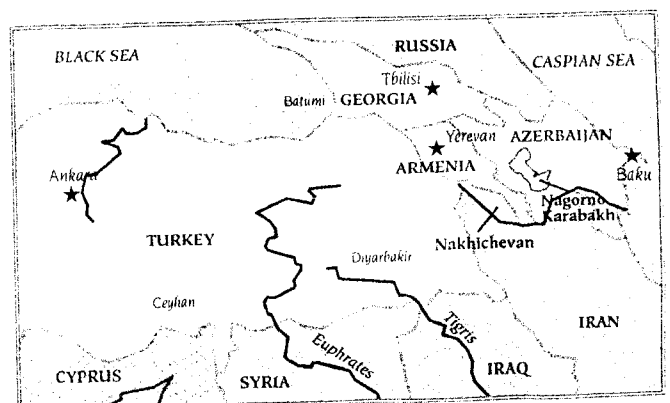 RUSSIA
BLACK SEA
CASPIAN SEA
Tbilisi
Batumi
GEORGIA
Yerevan
AZERBAIJAN
ARMENIA
Ankara
Baku
Nagorno
Karabakh
TURKEY
Nakhichevan
Diyarbakir
Ceyhan
Tigris
IRAN
Euphrates
IRAQ
CYPRUS
SYRIA